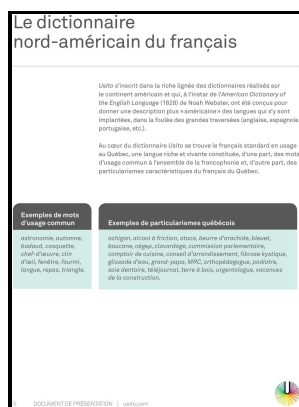 Le dictionnaire
nord-américain du français
Usito s'inscrit dans la riche lignée des dictionnaires réalisés sur
le continent américain et qui, à l'instar de l'American Dictionary of
the English Language (1828) de Noah Webster, ont été conçus pour
donner une description plus « américaine » des langues qui s'y sont
implantées, dans la foulée des grandes traversées (anglaise, espagnole,
portugaise, etc.).
Au cœur du dictionnaire Usito se trouve le français standard en usage
au Québec, une langue riche et vivante constituée, d'une part, des mots
d'usage commun à l'ensemble de la francophonie et, d'autre part, des
particularismes caractéristiques du français du Québec.
Exemples de mots
d'usage commun
astronomie, automne,
badaud, casquette,
chef-d'œuvre, clin
d'œil, fenêtre, fourmi,
langue, repas, triangle.
Exemples de particularismes québécois
achigan, alcool à friction, atoca, beurre d'arachide, bleuet,
boucane, cégep, clavardage, commission parlementaire,
comptoir de cuisine, conseil d'arrondissement, fibrose kystique,
glissade d'eau, grand-papa, MRC, orthopédagogue, podiatre,
soie dentaire, téléjournal, terre à bois, urgentologue, vacances
de la construction.
5 DOCUMENT DE PRÉSENTATION | usito.com